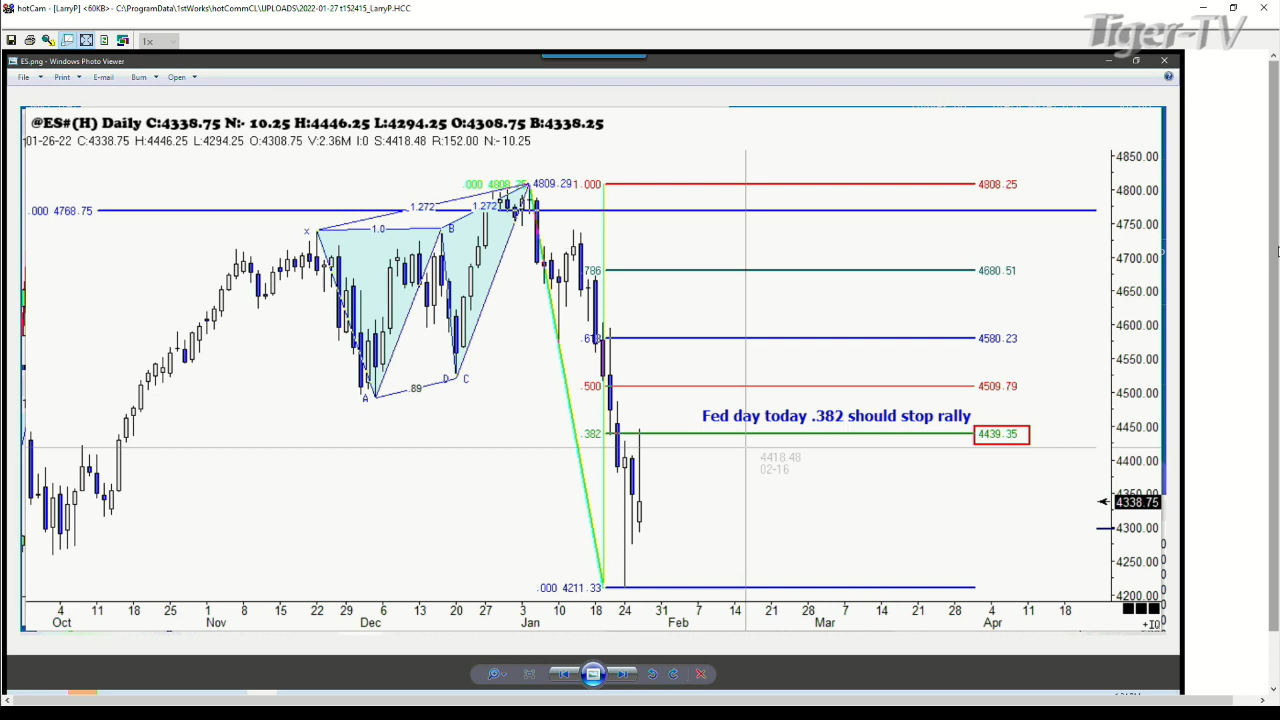 hotCam - [LarryP] <60KB> - C:\ProgramData\1stWorks\hotCommCL\UPLOADS\2022-01-27 t152415_LarryP.HCC
Tiger-TV
1x
ES.png - Windows Photo Viewer
File Print E-mail Burn Open
@ES#(H) Daily C:4338.75 N:- 10.25 H:4446.25 L:4294.25 O:4308.75 B:4338.25
01-26-22 C:4338.75 H:4446.25 L:4294.25 O:4308.75 V:2.36M I:0 S:4418.48 R:152.00 N:-10.25
4850.00
.000 4808.25 4809.29 1.000 4808.25
4800.00
.000 4768.75 1.272 1.272
X 1.0 B
4750.00
4700.00
.786 4680.51
4650.00
4600.00
.618 4580.23
4550.00
D C
.500 4509.79
.89
4500.00
A
Fed day today .382 should stop rally
4450.00
.382 4439.35
4418.48
4400.00
02-16
4350.00
4338.75
4300.00
4250.00
.000 4211.33
4200.00
4 11 18 25 1 8 15 22 29 6 13 20 27 3 10 18 24 31 7 14 21 28 7 14 21 28 4 11 18
Oct Nov Dec Jan Feb Mar Apr